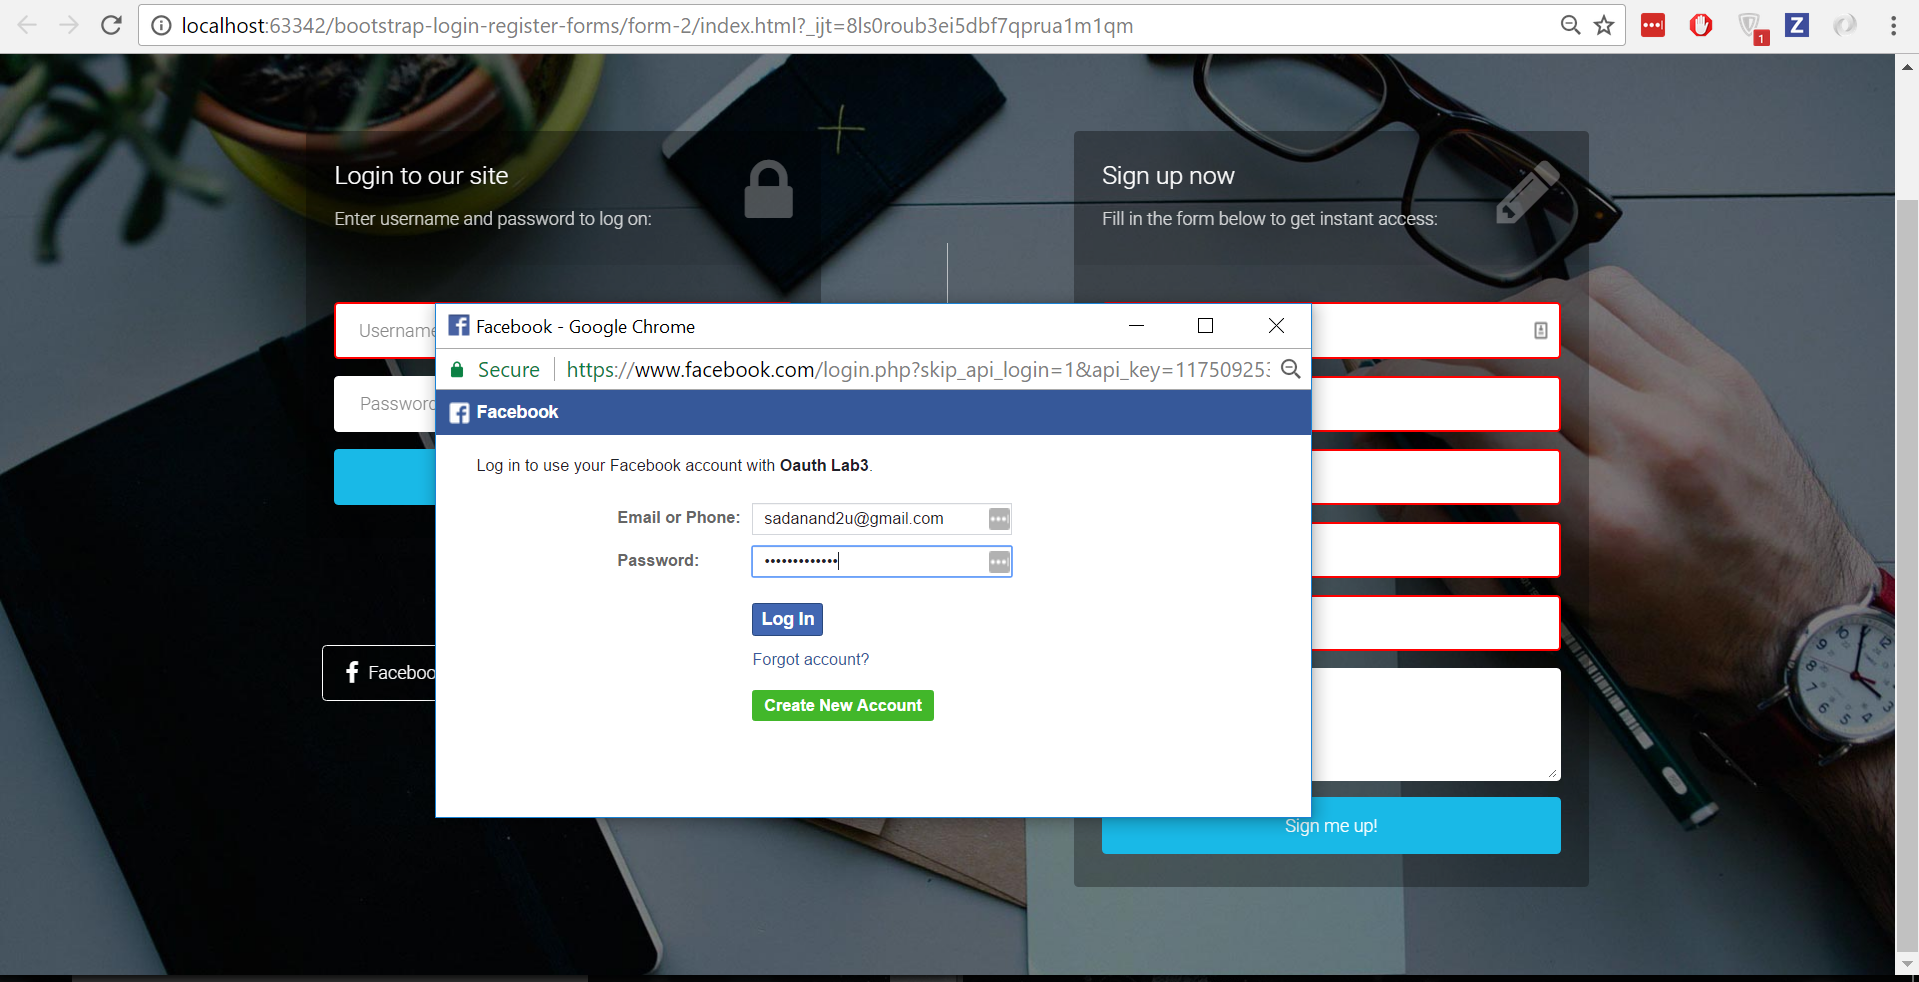 localhost:63342/bootstrap-login-register-forms/form-2/index.html?_ijt=8ls0roub3ei5dbf7qprua1m1qm
1
Z
Login to our site
Enter username and password to log on:
Sign up now
Fill in the form below to get instant access:
Username
Password
Facebook - Google Chrome
Secure
https://www.facebook.com/login.php?skip_api_login=1&api_key=11750925
Facebook
Log in to use your Facebook account with Oauth Lab3.
Email or Phone:
sadanand2u@gmail.com
Password:
•••••••••••••
Log In
Forgot account?
Create New Account
Faceboo
Sign me up!